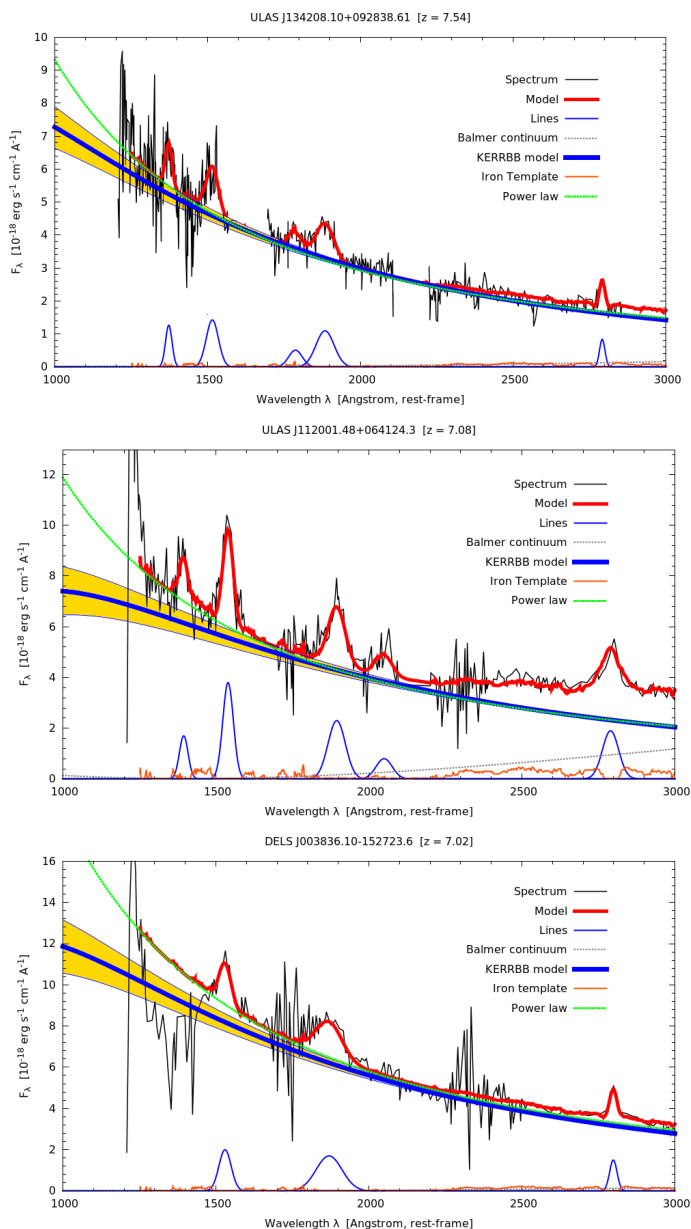 ULAS J134208.10+092838.61 [z = 7.54]
10
9
8
7
6
5
4
3
2
1
0
F_λ [10^-18 erg s^-1 cm^-1 A^-1]
Spectrum
Model
Lines
Balmer continuum
KERRBB model
Iron Template
Power law
1000 1500 2000 2500 3000
Wavelength λ [Angstrom, rest-frame]
ULAS J112001.48+064124.3 [z = 7.08]
12
10
8
6
4
2
0
F_λ [10^-18 erg s^-1 cm^-1 A^-1]
Spectrum
Model
Lines
Balmer continuum
KERRBB model
Iron Template
Power law
1000 1500 2000 2500 3000
Wavelength λ [Angstrom, rest-frame]
DELS J003836.10-152723.6 [z = 7.02]
16
14
12
10
8
6
4
2
0
F_λ [10^-18 erg s^-1 cm^-1 A^-1]
Spectrum
Model
Lines
Balmer continuum
KERRBB model
Iron template
Power law
1000 1500 2000 2500 3000
Wavelength λ [Angstrom, rest-frame]